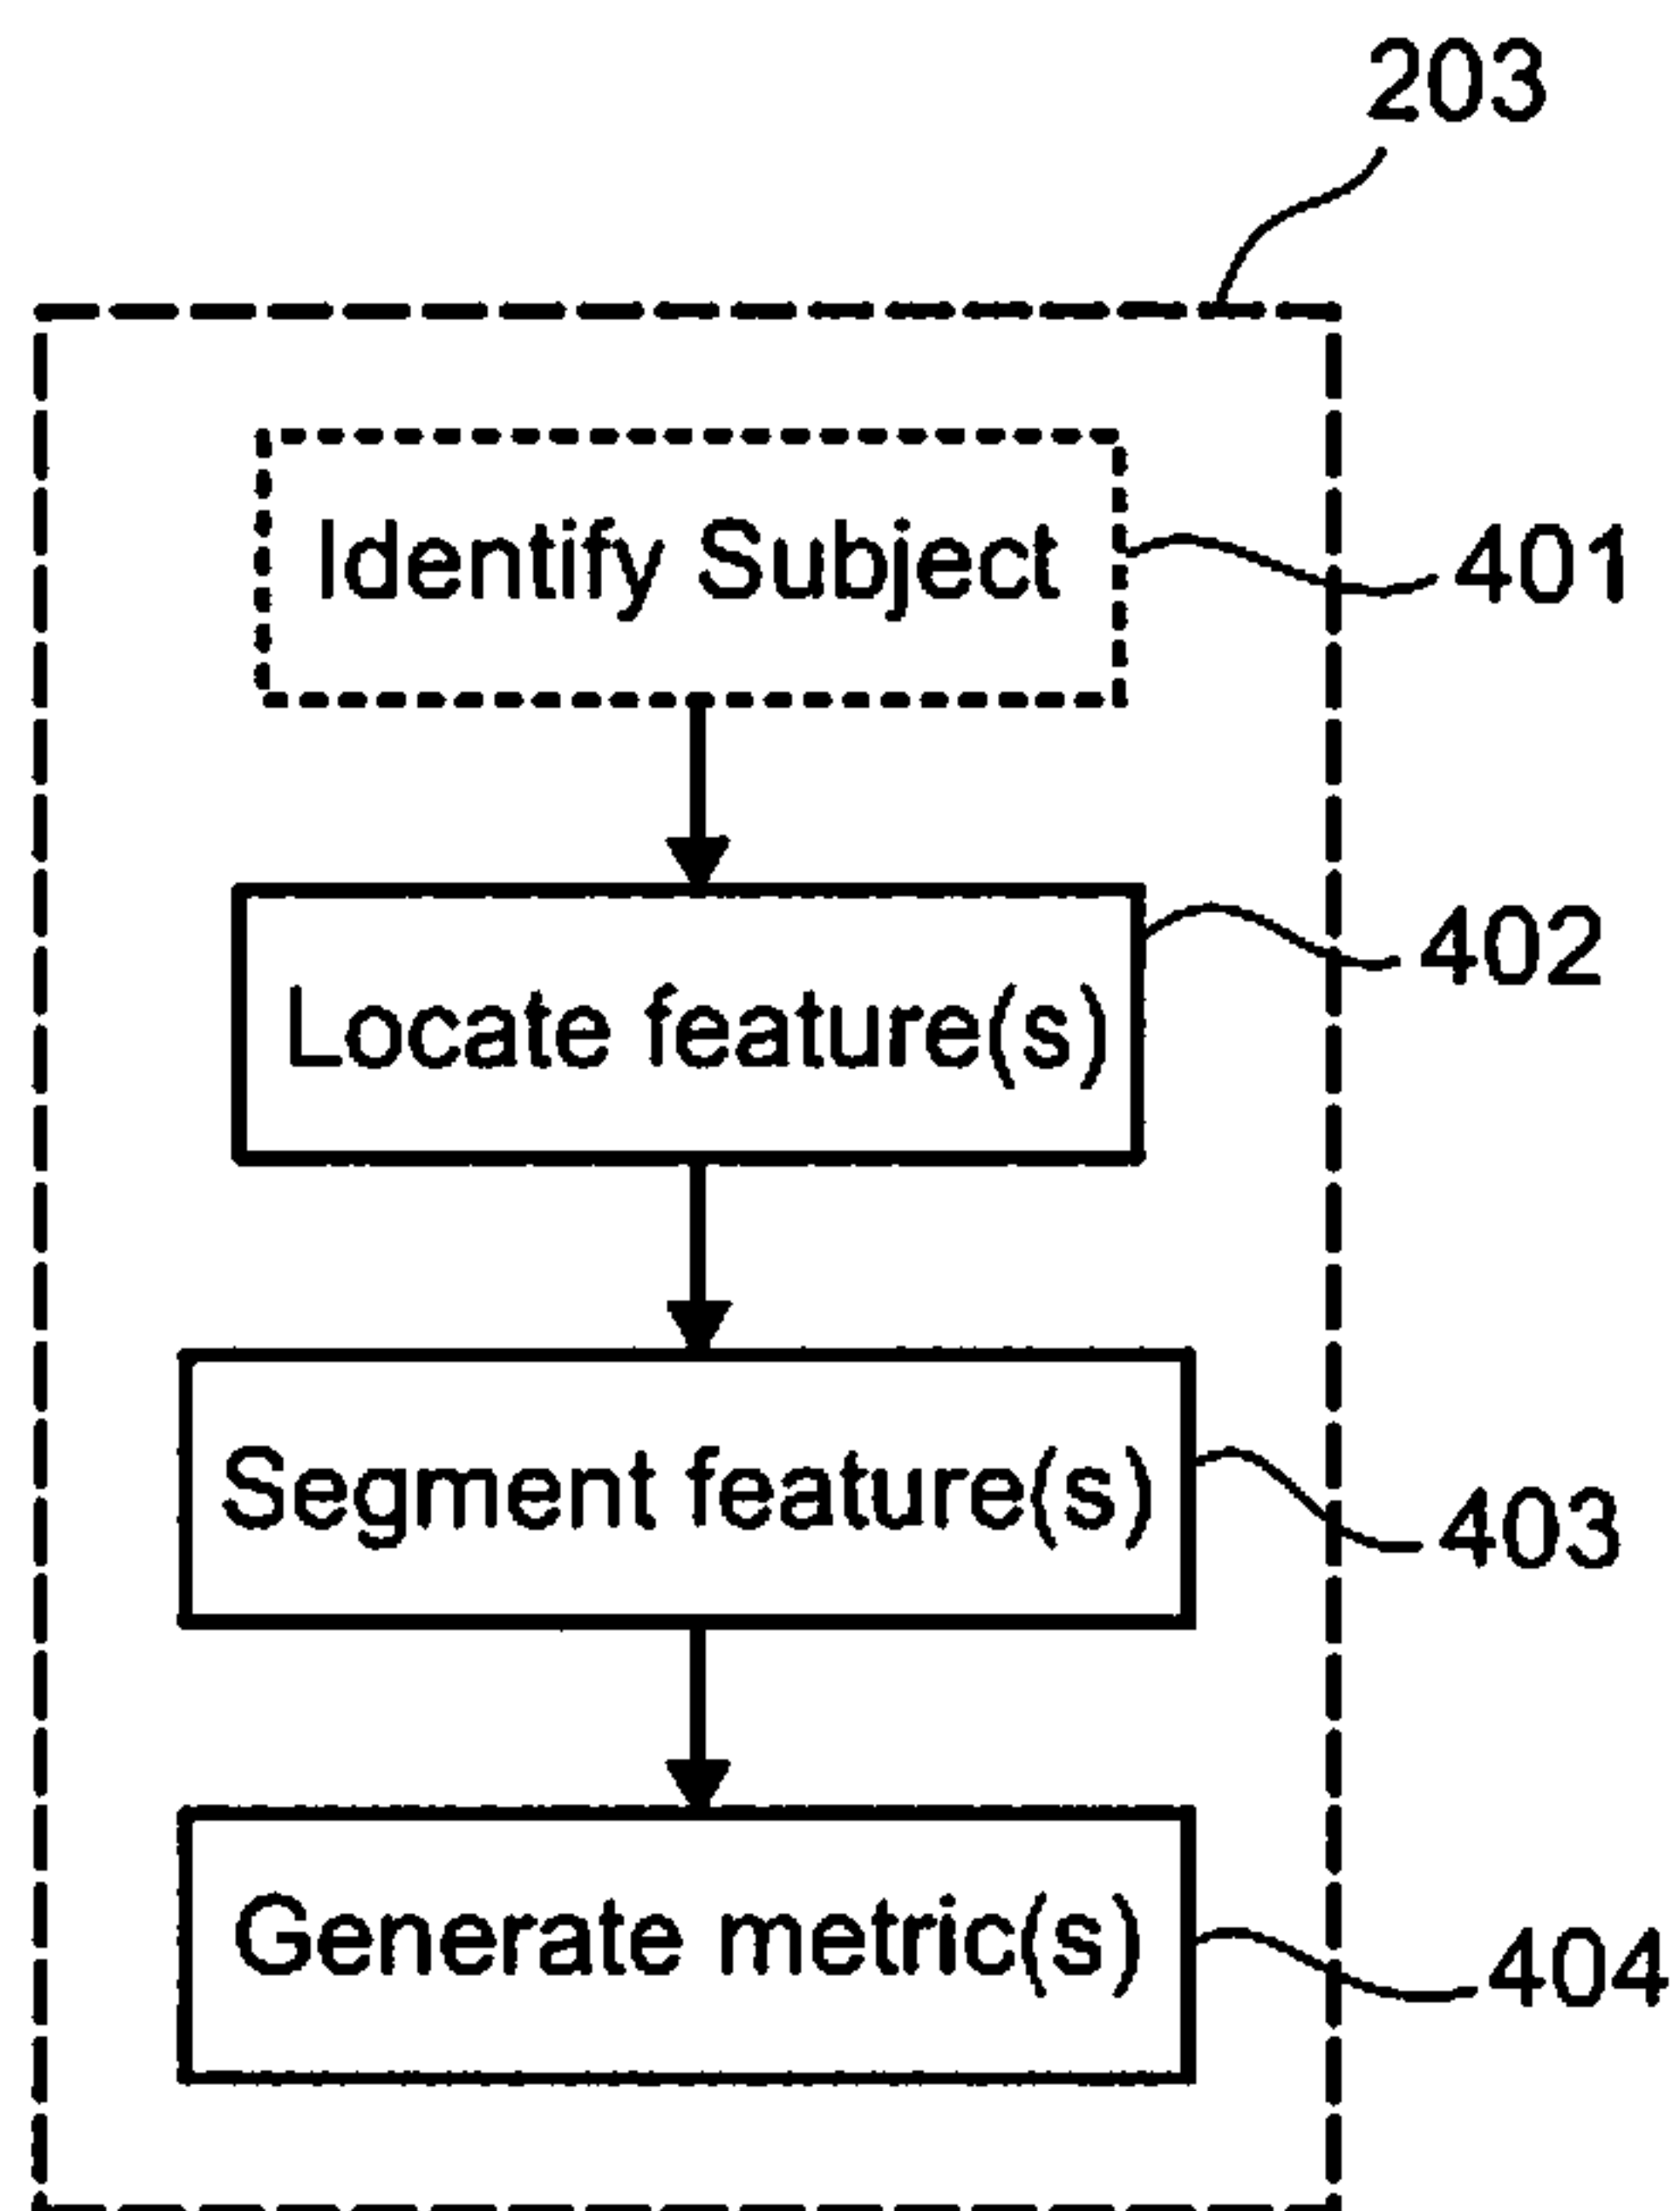 203
Identify Subject
401
Locate feature(s)
402
Segment feature(s)
403
Generate metric(s)
404